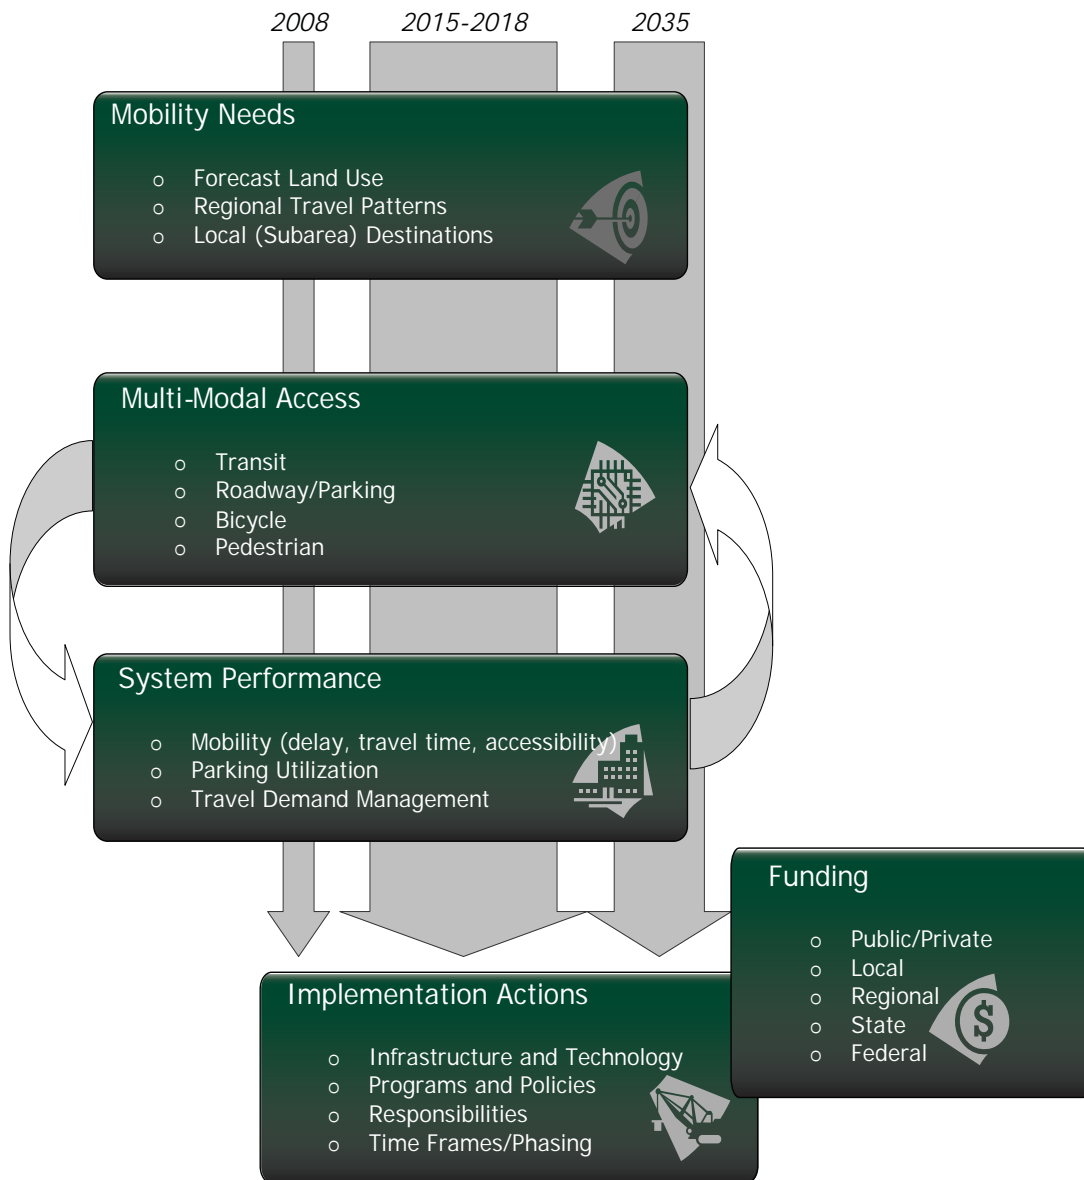 2008 2015-2018 2035
Mobility Needs
o Forecast Land Use
o Regional Travel Patterns
o Local (Subarea) Destinations
Multi-Modal Access
o Transit
o Roadway/Parking
o Bicycle
o Pedestrian
System Performance
o Mobility (delay, travel time, accessibility)
o Parking Utilization
o Travel Demand Management
Funding
o Public/Private
o Local
o Regional
o State
o Federal
$
Implementation Actions
o Infrastructure and Technology
o Programs and Policies
o Responsibilities
o Time Frames/Phasing